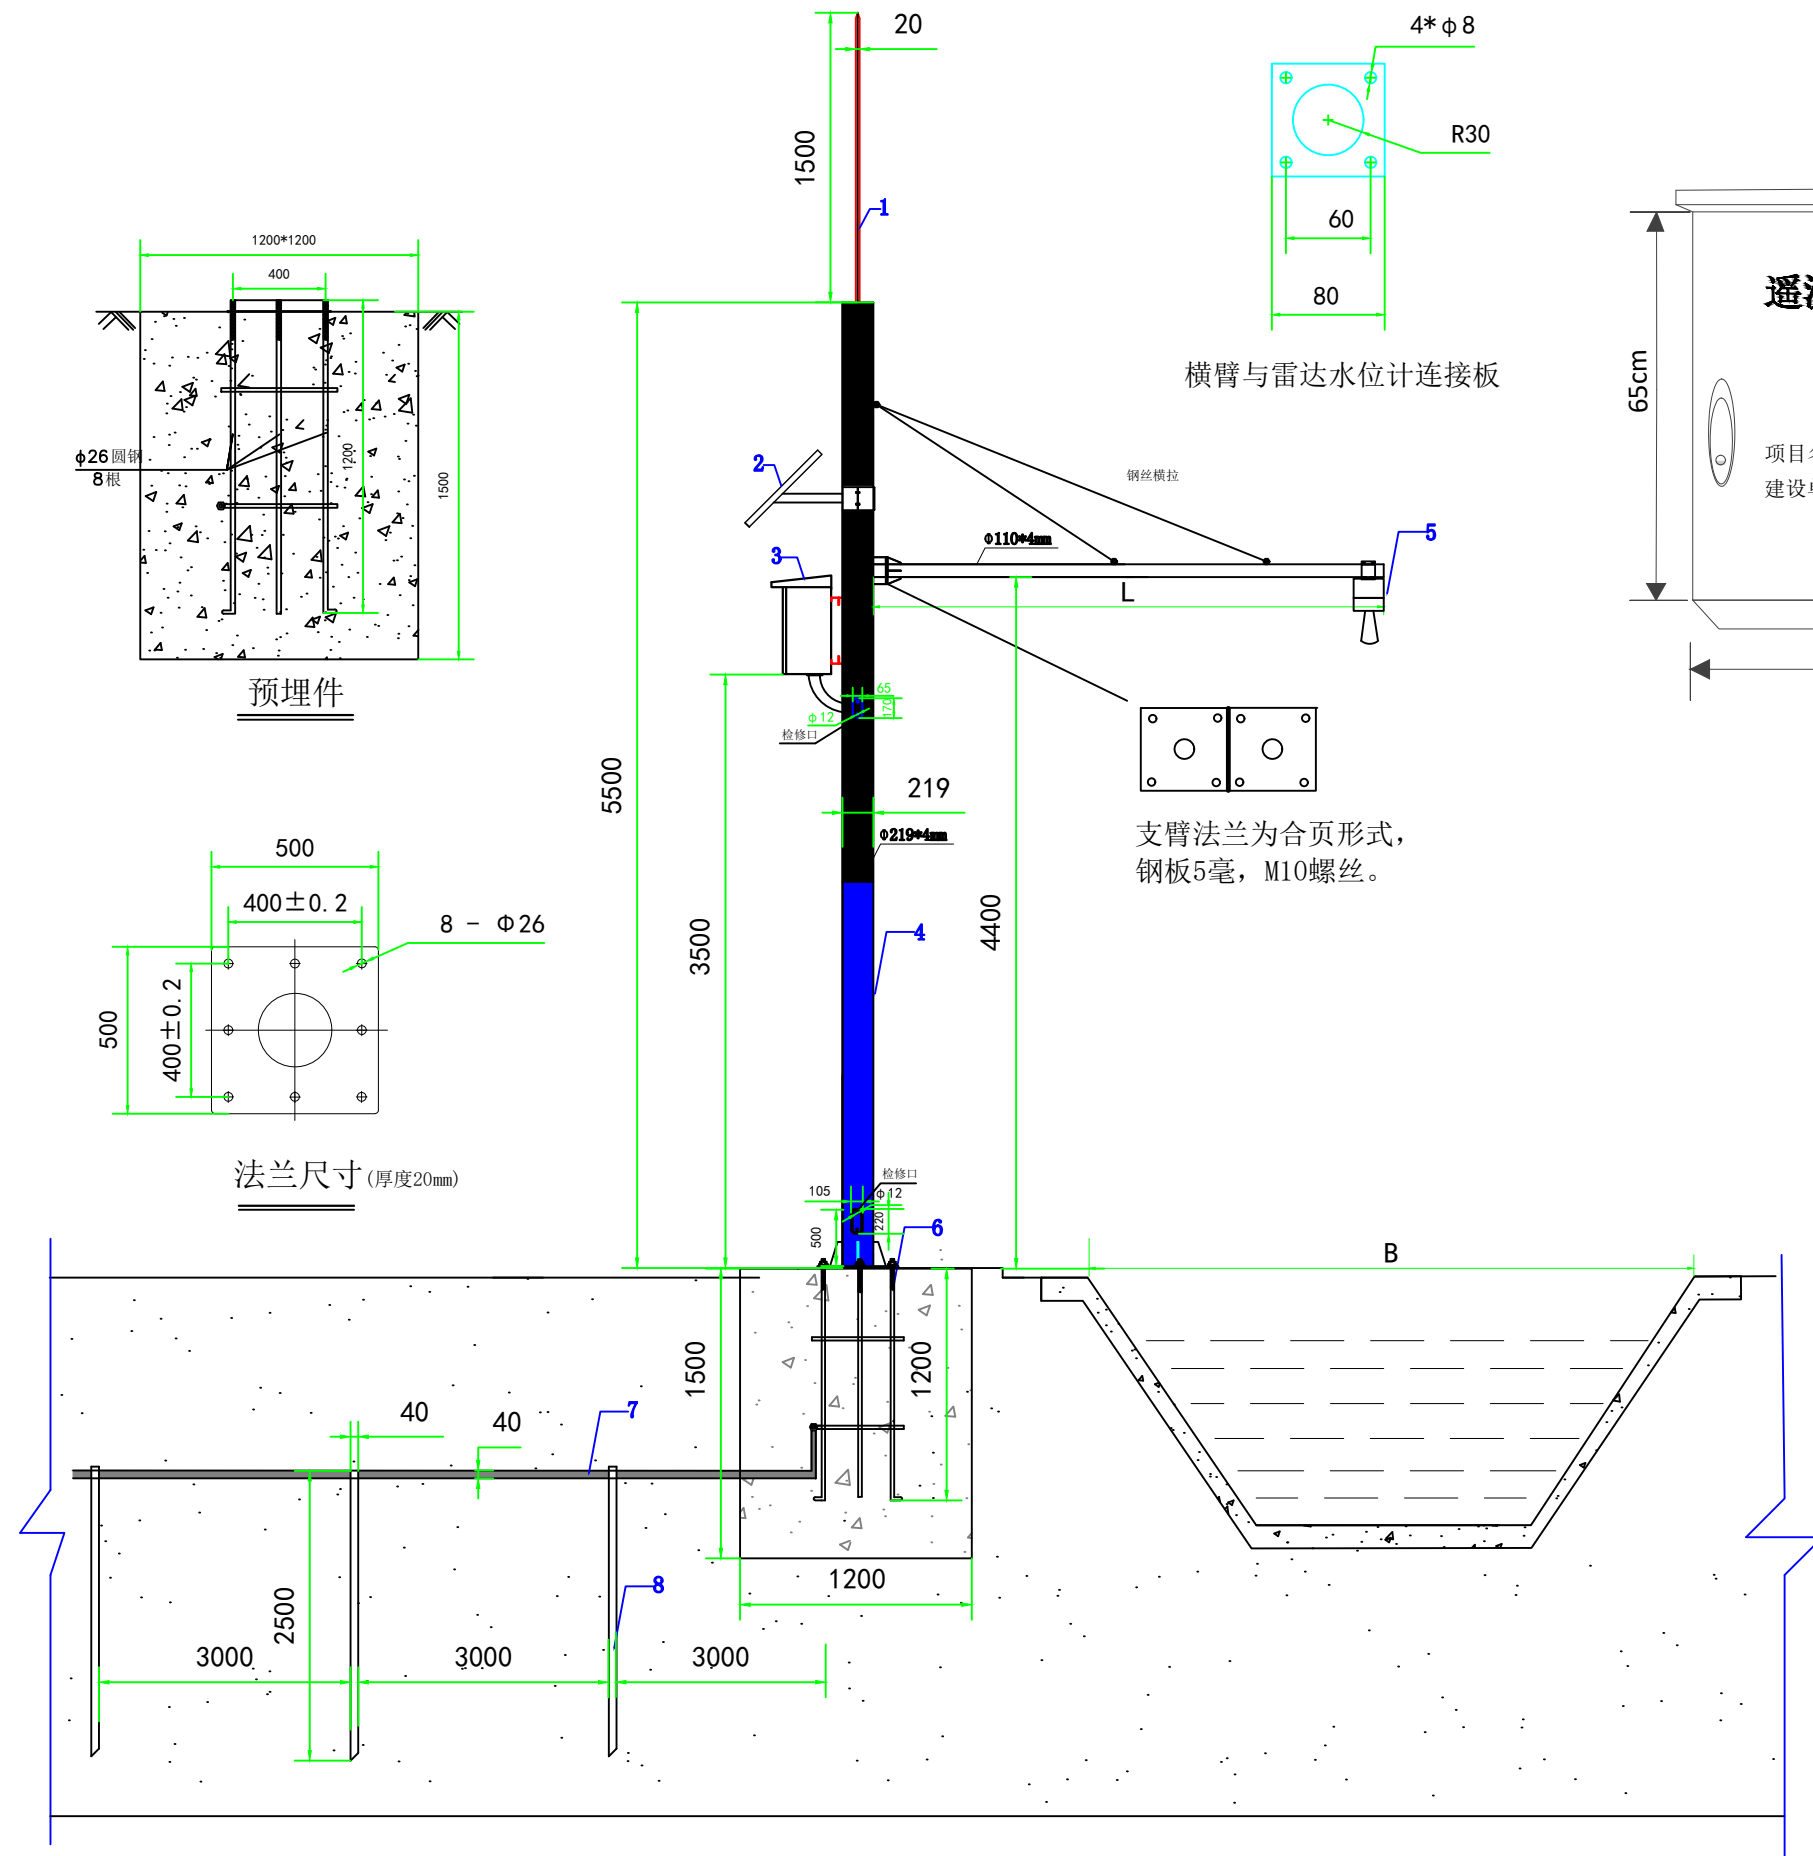 20
4*φ8
R30
60
80
横臂与雷达水位计连接板
1500
1
1200*1200
400
φ26圆钢
8根
1200
1500
预埋件
65cm
项目
建设
2
3
钢丝横拉
Φ110*4mm
5
L
65
170
φ12
检修口
5500
219
Φ219*4mm
支臂法兰为合页形式，
钢板5毫，M10螺丝。
500
400±0.2
8 - Φ26
500
400±0.2
法兰尺寸(厚度20mm)
3500
4400
4
检修口
105
φ12
500
220
6
B
1500
1200
40
40
7
1200
2500
8
3000
3000
3000